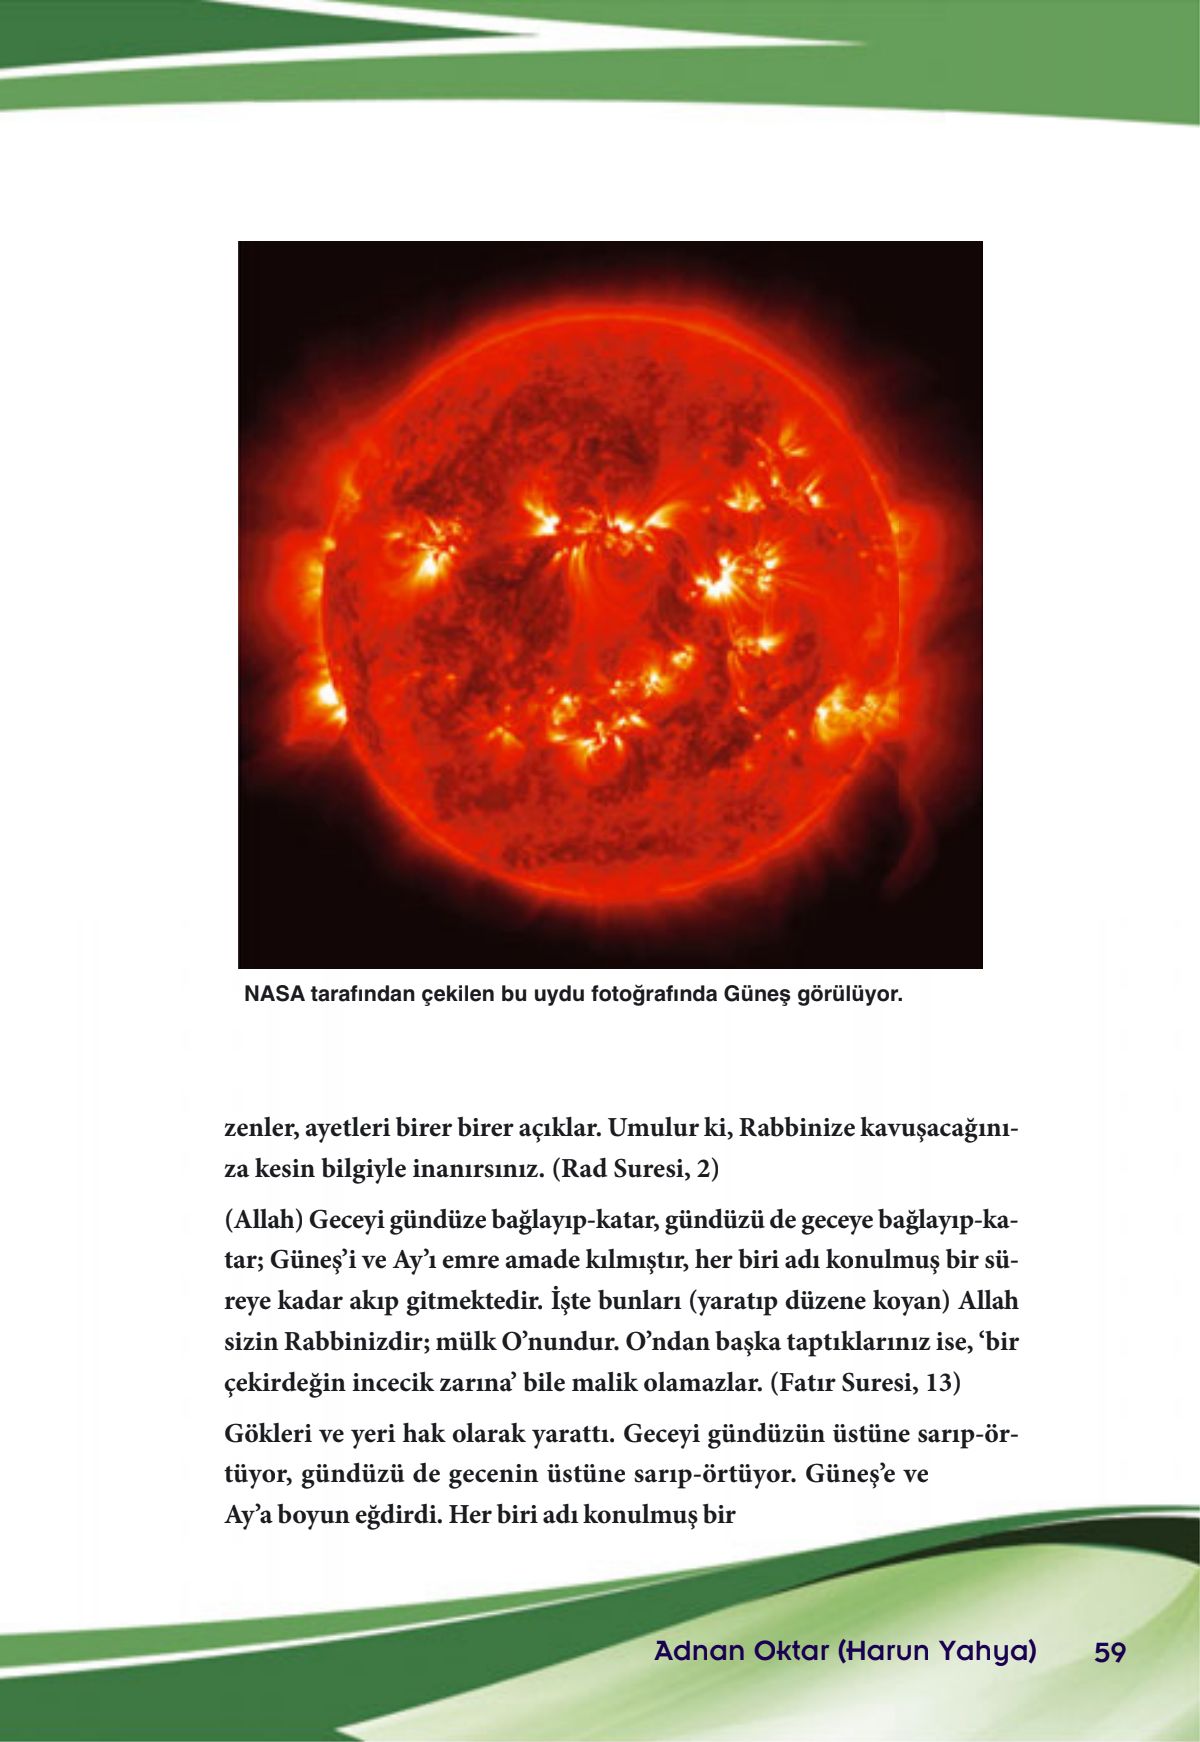 NASA tarafından çekilen bu uydu fotoğrafında Güneş görülüyor.
zenler, ayetleri birer birer açıklar. Umulur ki, Rabbinize kavuşacağını-
za kesin bilgiyle inanırsınız. (Rad Suresi, 2)
(Allah) Geceyi gündüze bağlayıp-katar, gündüzü de geceye bağlayıp-ka-
tar; Güneş’i ve Ay’ı emre amade kılmıştır, her biri adı konulmuş bir sü-
reye kadar akıp gitmektedir. İşte bunları (yaratıp düzene koyan) Allah
sizin Rabbinizdir; mülk O’nundur. O’ndan başka taptıklarınız ise, ‘bir
çekirdeğin incecik zarına’ bile malik olamazlar. (Fatır Suresi, 13)
Gökleri ve yeri hak olarak yarattı. Geceyi gündüzün üstüne sarıp-ör-
tüyor, gündüzü de gecenin üstüne sarıp-örtüyor. Güneş’e ve
Ay’a boyun eğdirdi. Her biri adı konulmuş bir
Adnan Oktar (Harun Yahya) 59